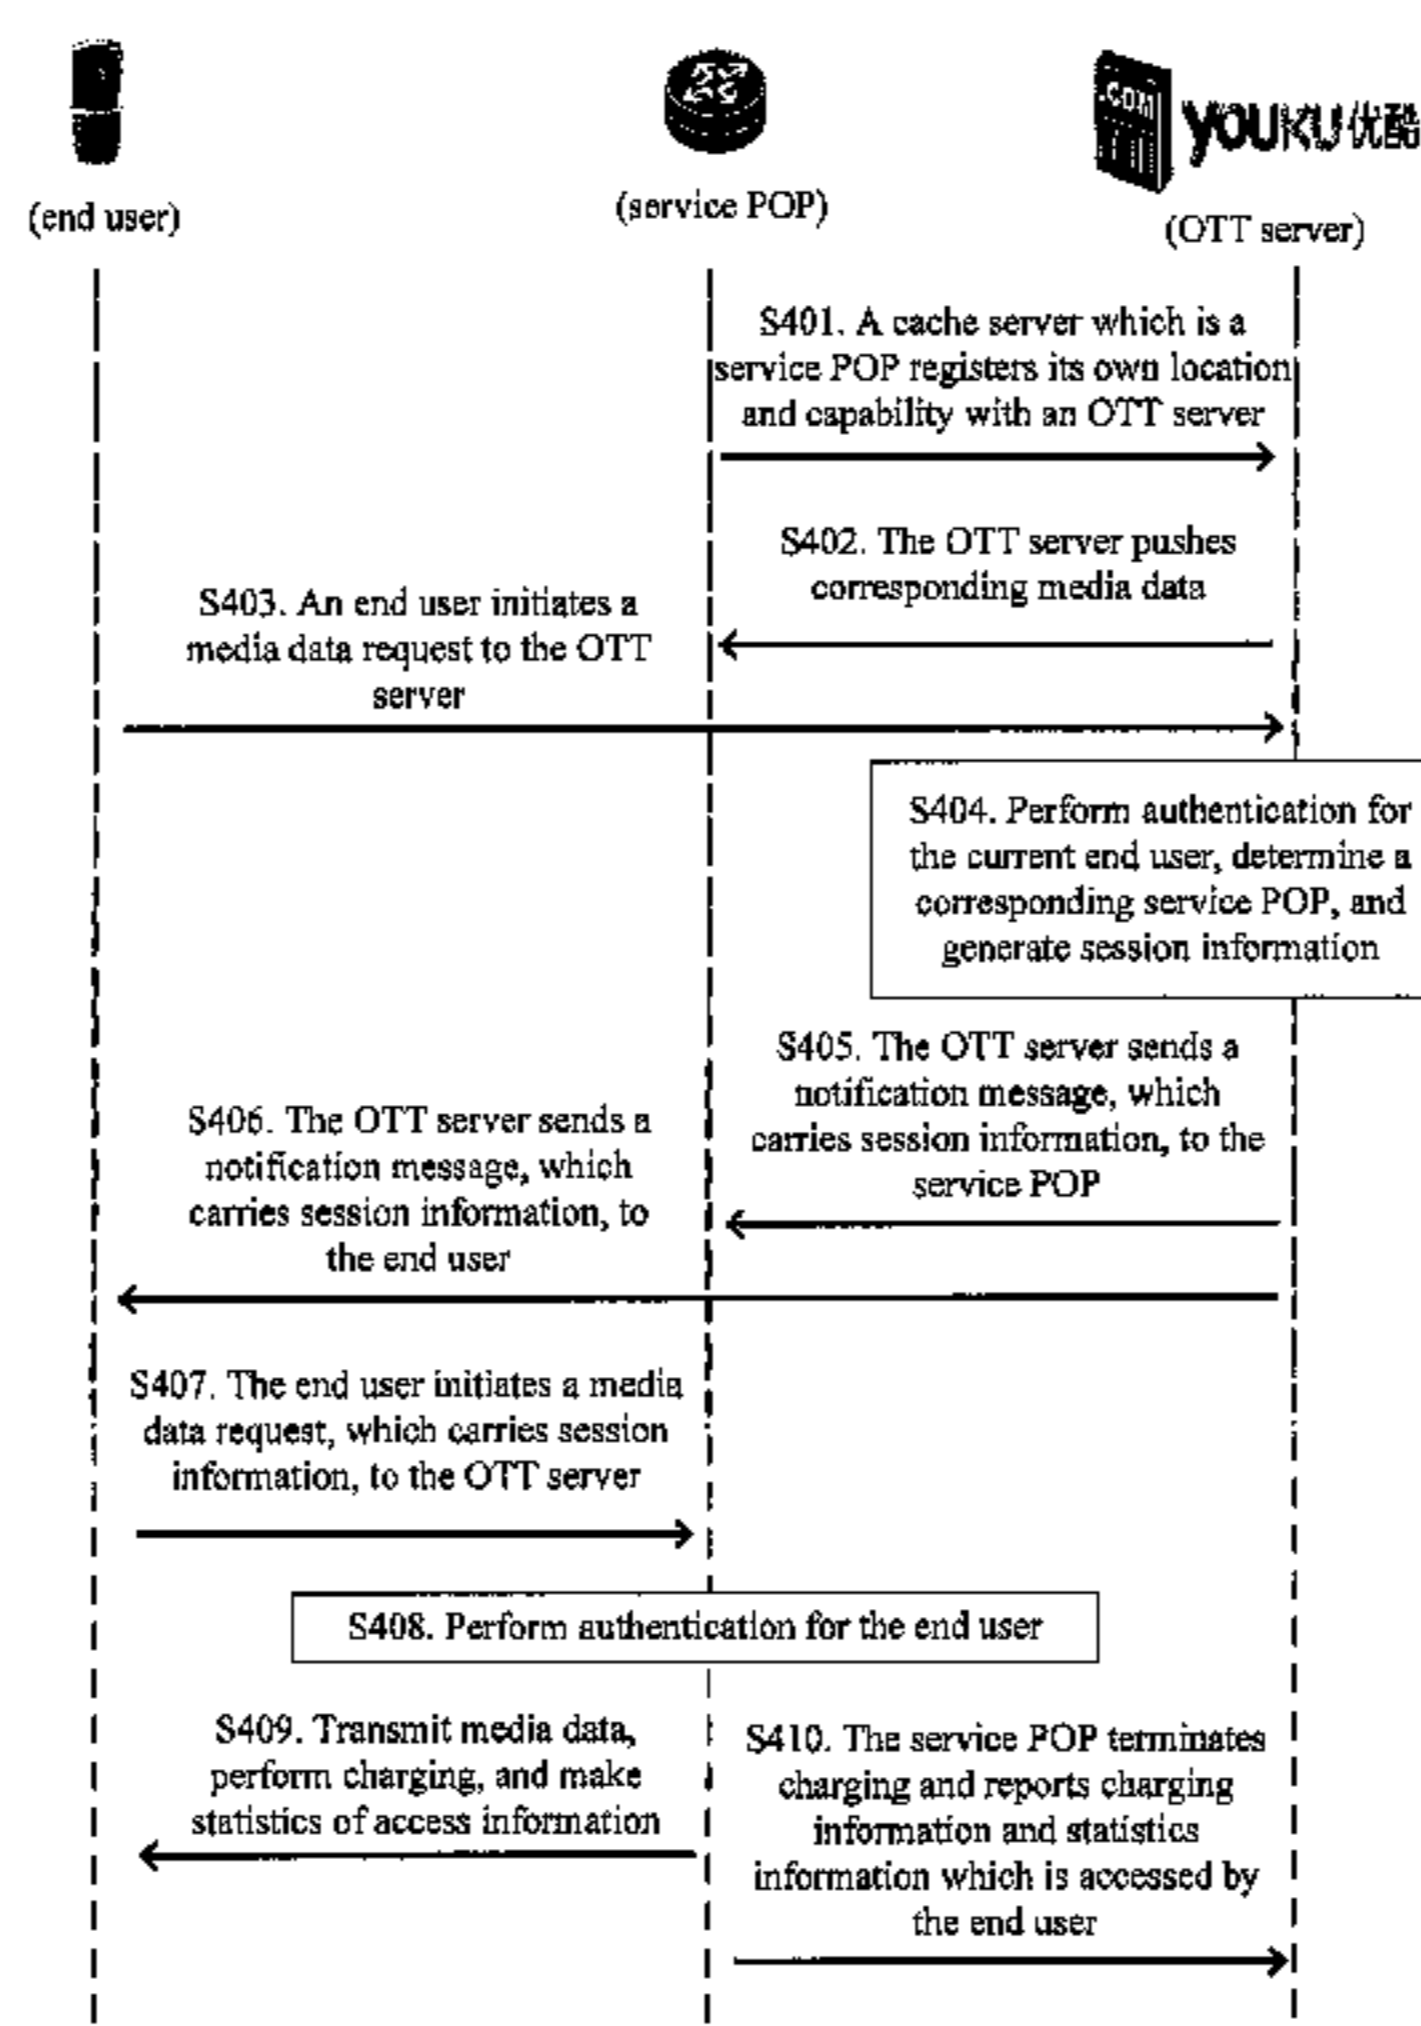 .COM
YOUKU优酷
(end user)
(service POP)
(OTT server)
S401. A cache server which is a
service POP registers its own location
and capability with an OTT server
S402. The OTT server pushes
corresponding media data
S403. An end user initiates a
media data request to the OTT
server
S404. Perform authentication for
the current end user, determine a
corresponding service POP, and
generate session information
S405. The OTT server sends a
notification message, which
carries session information, to the
service POP
S406. The OTT server sends a
notification message, which
carries session information, to
the end user
S407. The end user initiates a media
data request, which carries session
information, to the OTT server
S408. Perform authentication for the end user
S409. Transmit media data,
perform charging, and make
statistics of access information
S410. The service POP terminates
charging and reports charging
information and statistics
information which is accessed by
the end user